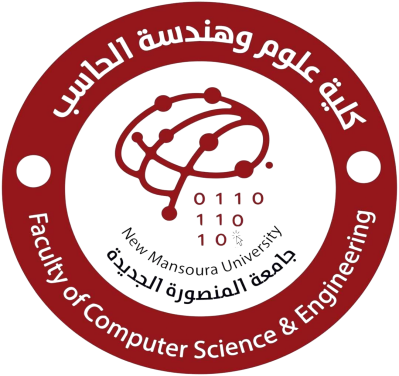 كلية علوم وهندسة الحاسب
0110
110
10
New Mansoura University
جامعة المنصورة الجديدة
Faculty of Computer Science & Engineering